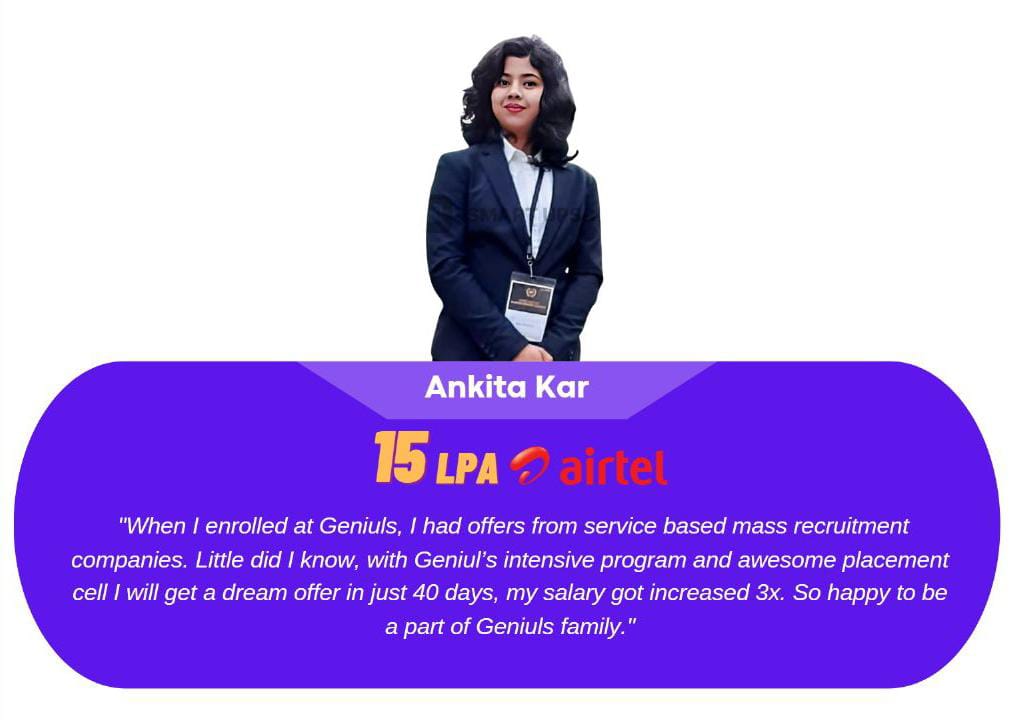 Ankita Kar
15 LPA airtel
"When I enrolled at Geniuls, I had offers from service based mass recruitment
companies. Little did I know, with Geniul’s intensive program and awesome placement
cell I will get a dream offer in just 40 days, my salary got increased 3x. So happy to be
a part of Geniuls family."